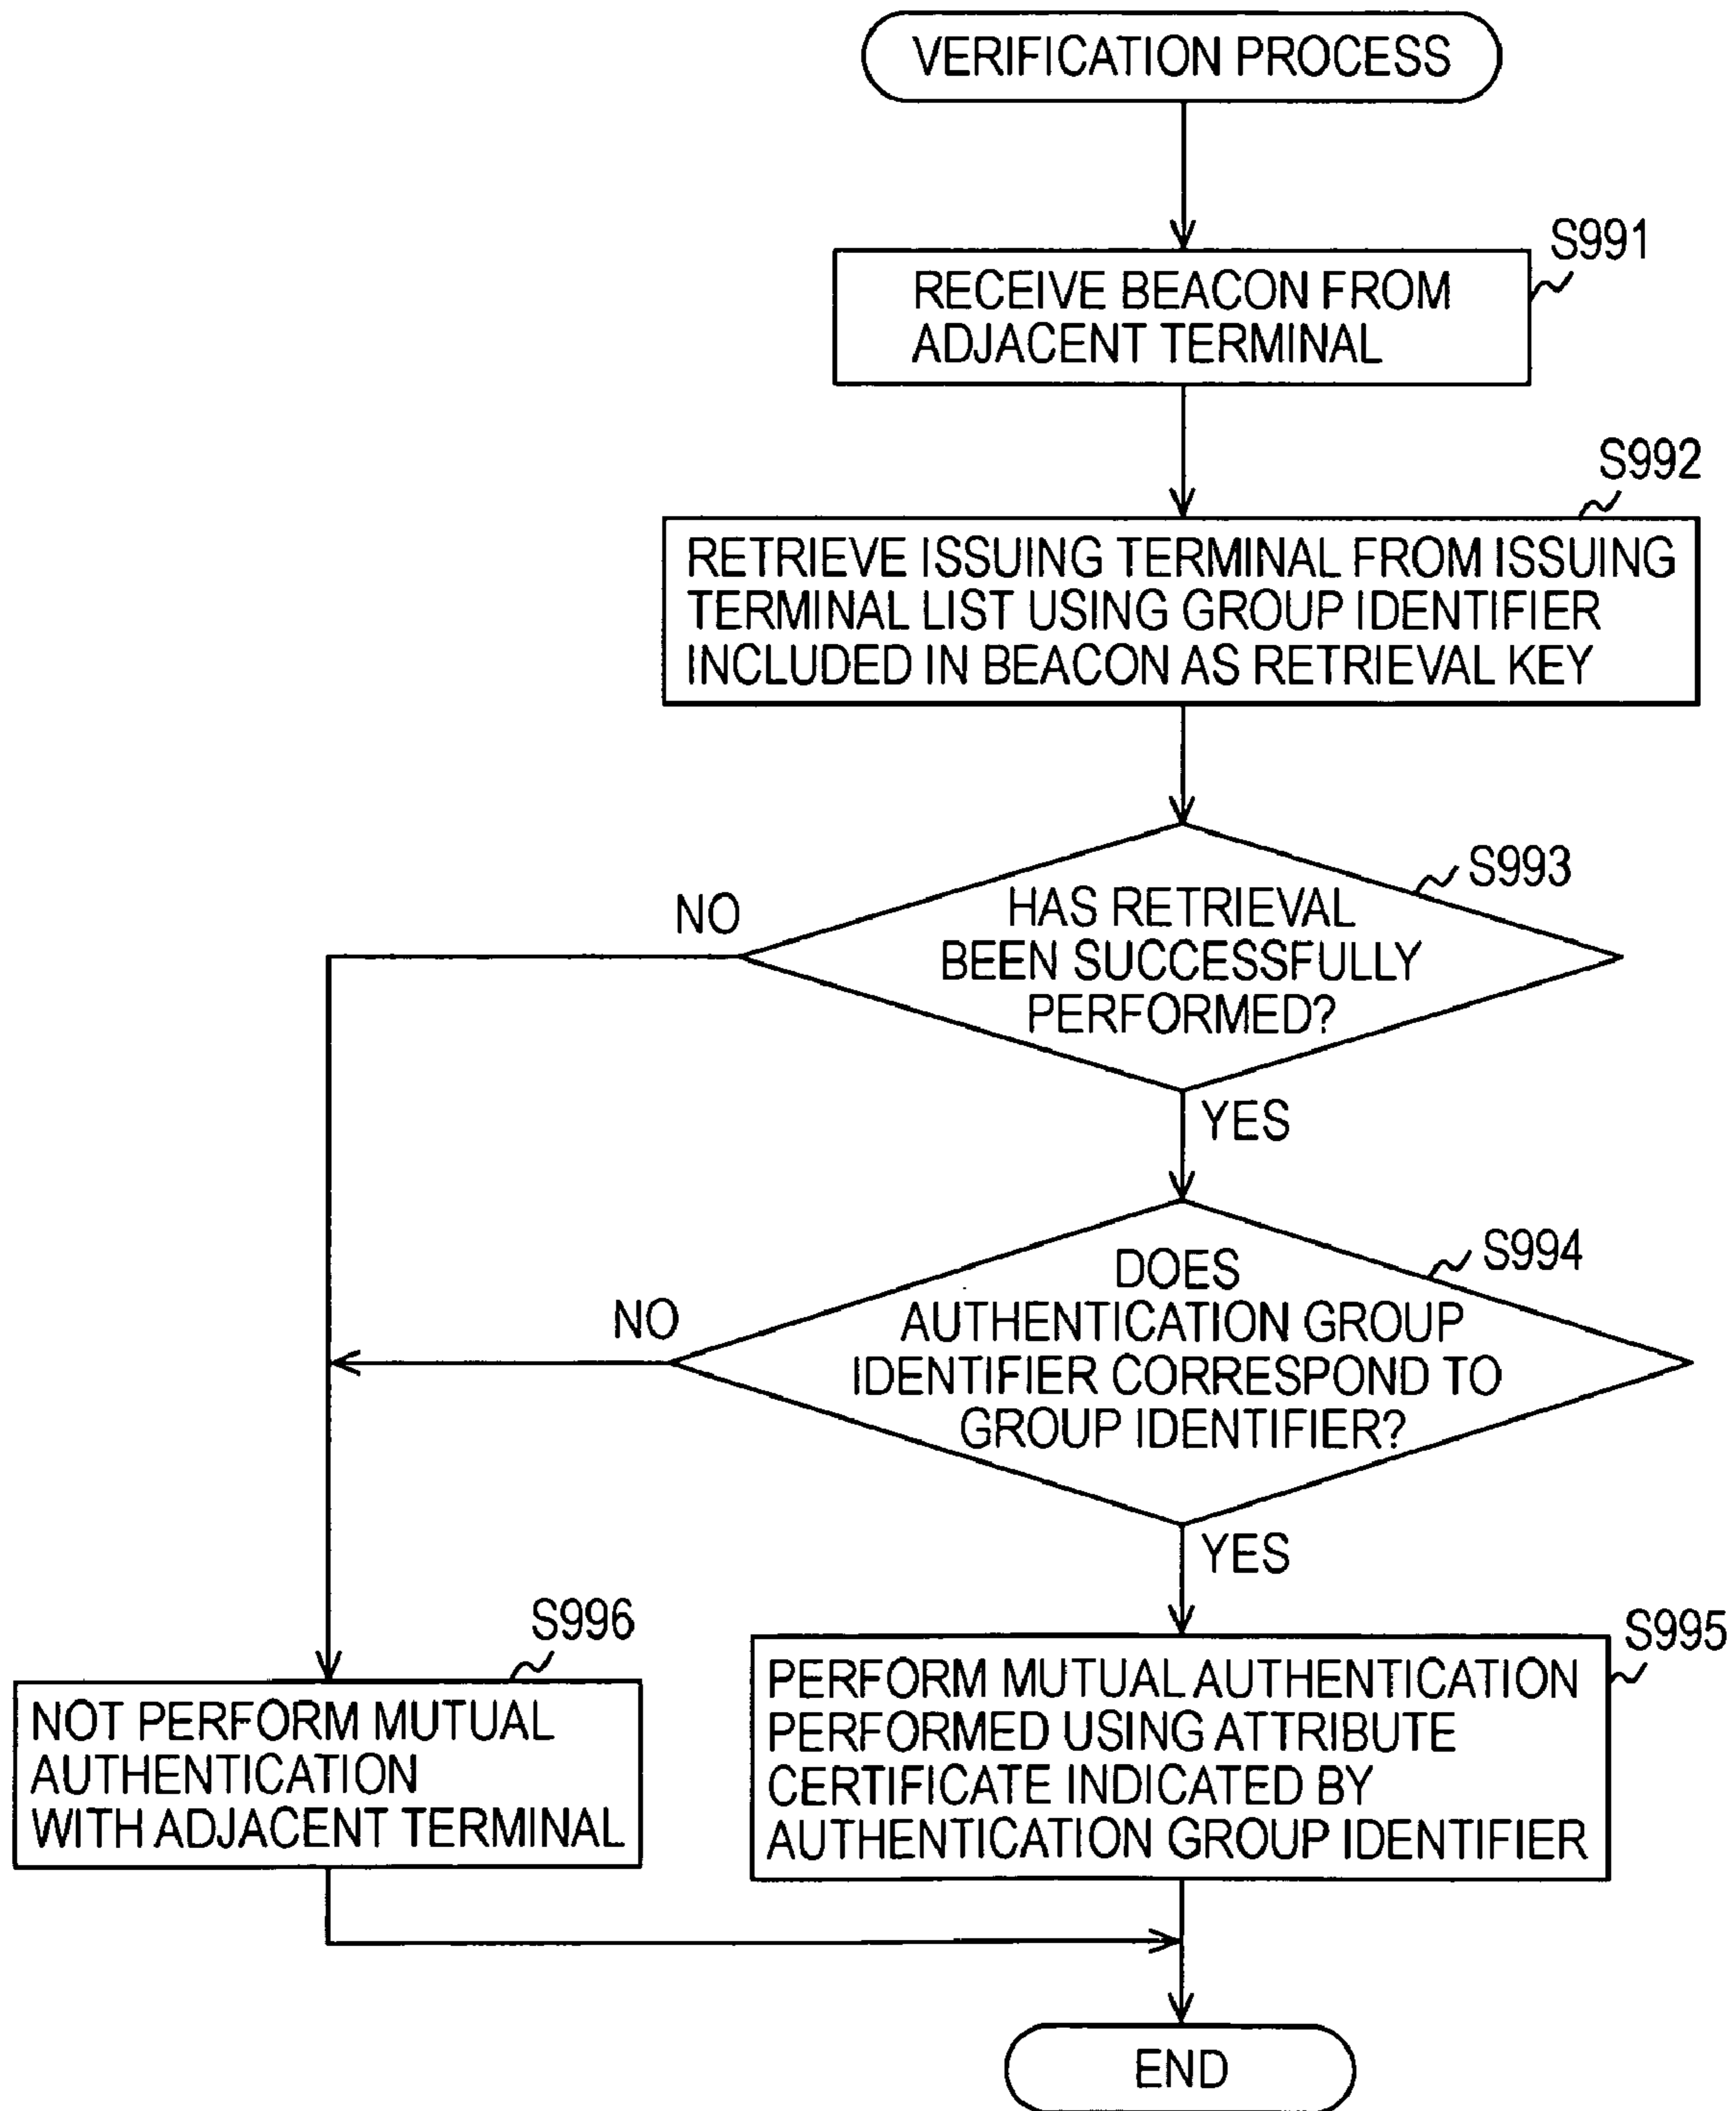 VERIFICATION PROCESS
S991
RECEIVE BEACON FROM
ADJACENT TERMINAL
S992
RETRIEVE ISSUING TERMINAL FROM ISSUING
TERMINAL LIST USING GROUP IDENTIFIER
INCLUDED IN BEACON AS RETRIEVAL KEY
S993
NO
HAS RETRIEVAL
BEEN SUCCESSFULLY
PERFORMED?
YES
S994
NO
DOES
AUTHENTICATION GROUP
IDENTIFIER CORRESPOND TO
GROUP IDENTIFIER?
YES
S996
NOT PERFORM MUTUAL
AUTHENTICATION
WITH ADJACENT TERMINAL
S995
PERFORM MUTUAL AUTHENTICATION
PERFORMED USING ATTRIBUTE
CERTIFICATE INDICATED BY
AUTHENTICATION GROUP IDENTIFIER
END